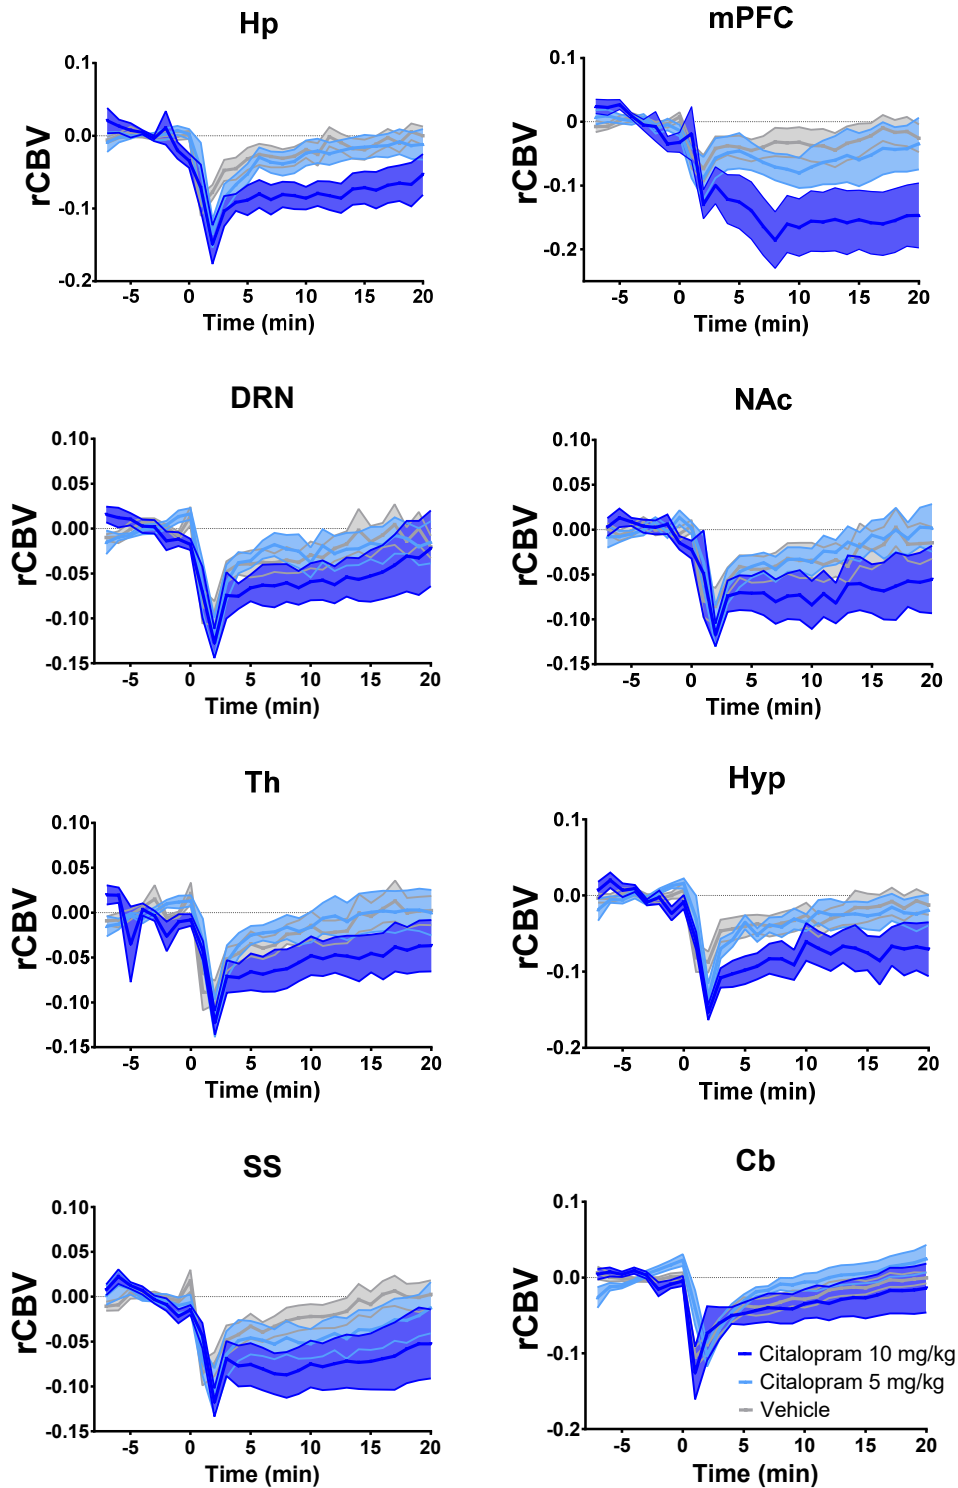 Hp
mPFC
0.1
0.0
-0.1
-0.2
rCBV
-5 0 5 10 15 20
Time (min)
0.1
0
-0.1
-0.2
rCBV
-5 0 5 10 15 20
Time (min)
DRN
NAc
0.10
0.05
0.00
-0.05
-0.10
-0.15
rCBV
-5 0 5 10 15 20
Time (min)
0.10
0.05
0.00
-0.05
-0.10
-0.15
rCBV
-5 0 5 10 15 20
Time (min)
Th
Hyp
0.10
0.05
0.00
-0.05
-0.10
-0.15
rCBV
-5 0 5 10 15 20
Time (min)
0.1
0.0
-0.1
-0.2
rCBV
-5 0 5 10 15 20
Time (min)
SS
Cb
0.10
0.05
0.00
-0.05
-0.10
-0.15
rCBV
-5 0 5 10 15 20
Time (min)
0.1
0.0
-0.1
-0.2
rCBV
-5 0 5 10 15 20
Time (min)
Citalopram 10 mg/kg
Citalopram 5 mg/kg
Vehicle